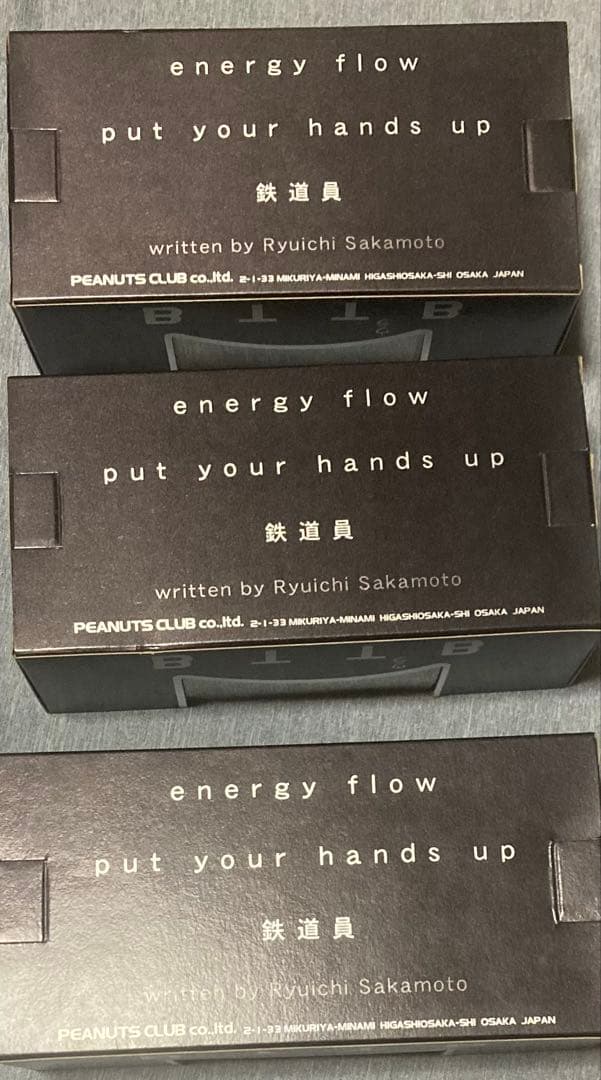 energy flow
put your hands up
鉄道員
written by Ryuichi Sakamoto
PEANUTS CLUB co.,ltd. 2-1-33 MIKURIYA-MINAMI HIGASHIOSAKA-SHI OSAKA JAPAN
energy flow
put your hands up
鉄道員
written by Ryuichi Sakamoto
PEANUTS CLUB co.,ltd. 2-1-33 MIKURIYA-MINAMI HIGASHIOSAKA-SHI OSAKA JAPAN
energy flow
put your hands up
鉄道員
written by Ryuichi Sakamoto
PEANUTS CLUB co.,ltd. 2-1-33 MIKURIYA-MINAMI HIGASHIOSAKA-SHI OSAKA JAPAN